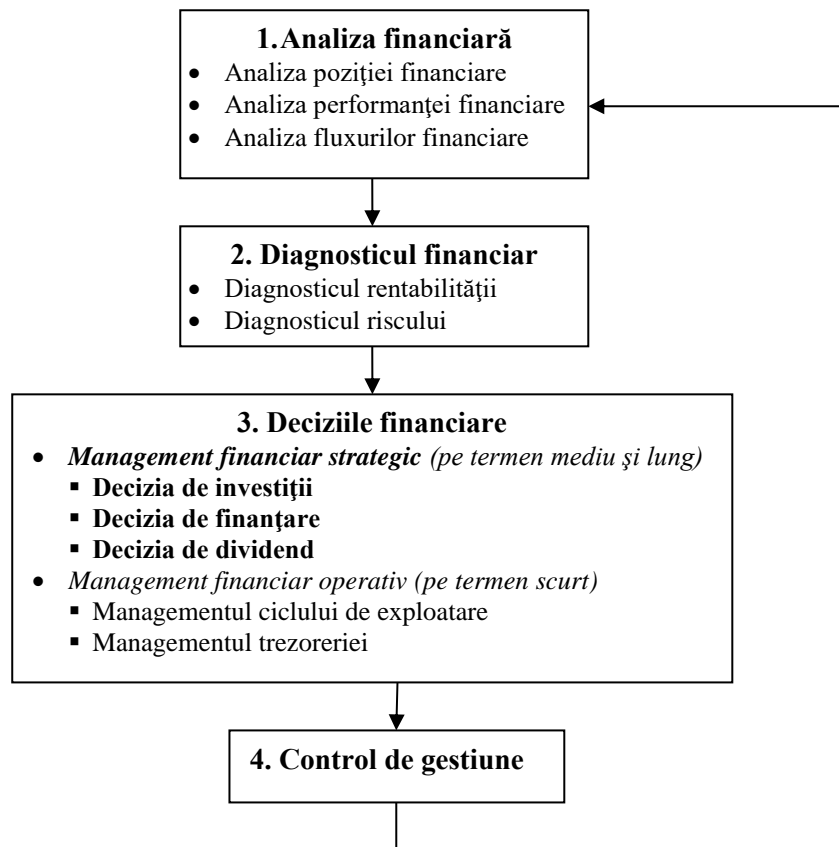 1.Analiza financiară
• Analiza poziţiei financiare
• Analiza performanţei financiare
• Analiza fluxurilor financiare
2. Diagnosticul financiar
• Diagnosticul rentabilităţii
• Diagnosticul riscului
3. Deciziile financiare
• Management financiar strategic (pe termen mediu şi lung)
▪ Decizia de investiţii
▪ Decizia de finanţare
▪ Decizia de dividend
• Management financiar operativ (pe termen scurt)
▪ Managementul ciclului de exploatare
▪ Managementul trezoreriei
4. Control de gestiune